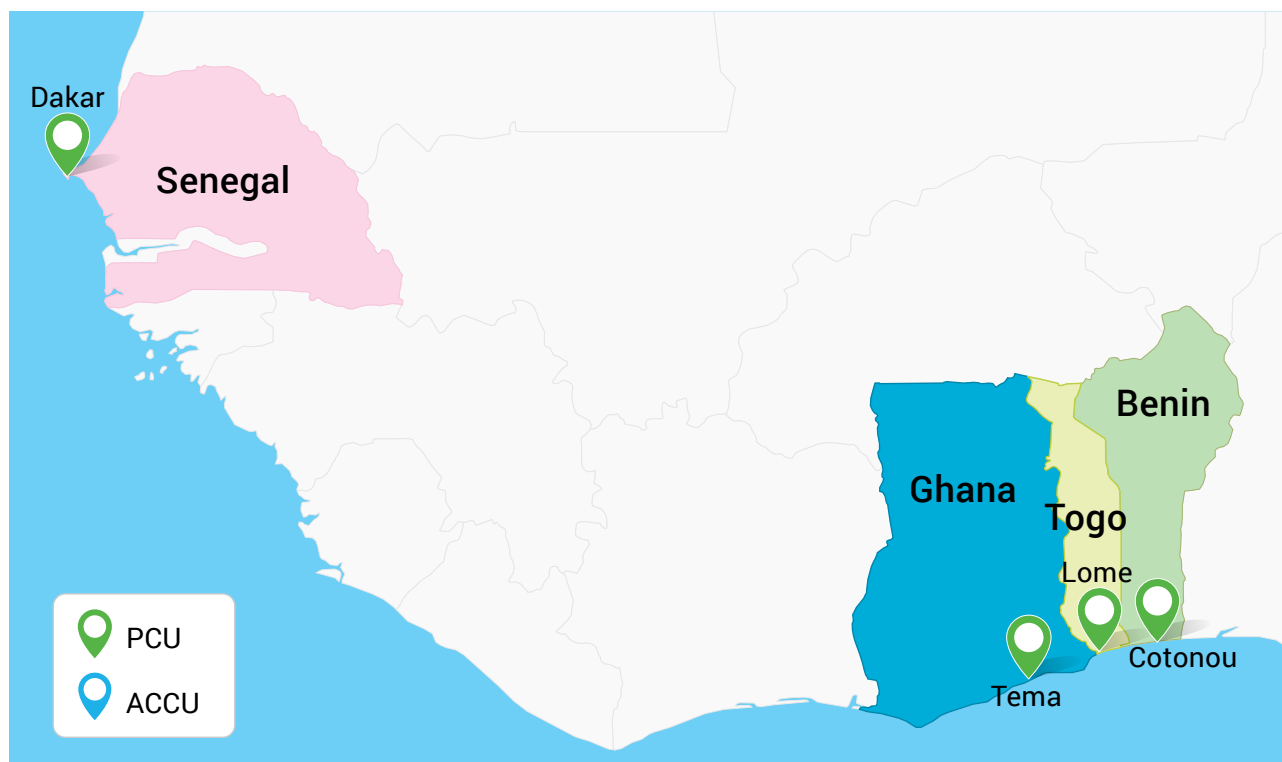 Dakar
Senegal
Benin
Ghana
Togo
Lome
Cotonou
Tema
PCU
ACCU